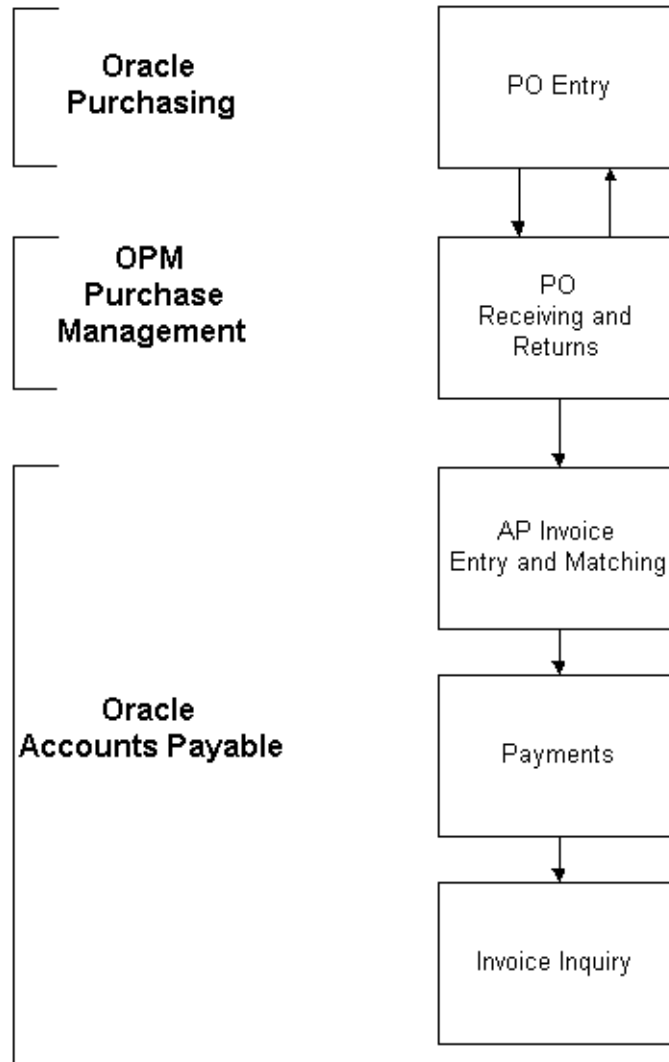 Oracle
Purchasing
PO Entry
OPM
Purchase
Management
PO
Receiving and
Returns
AP Invoice
Entry and Matching
Oracle
Accounts Payable
Payments
Invoice Inquiry